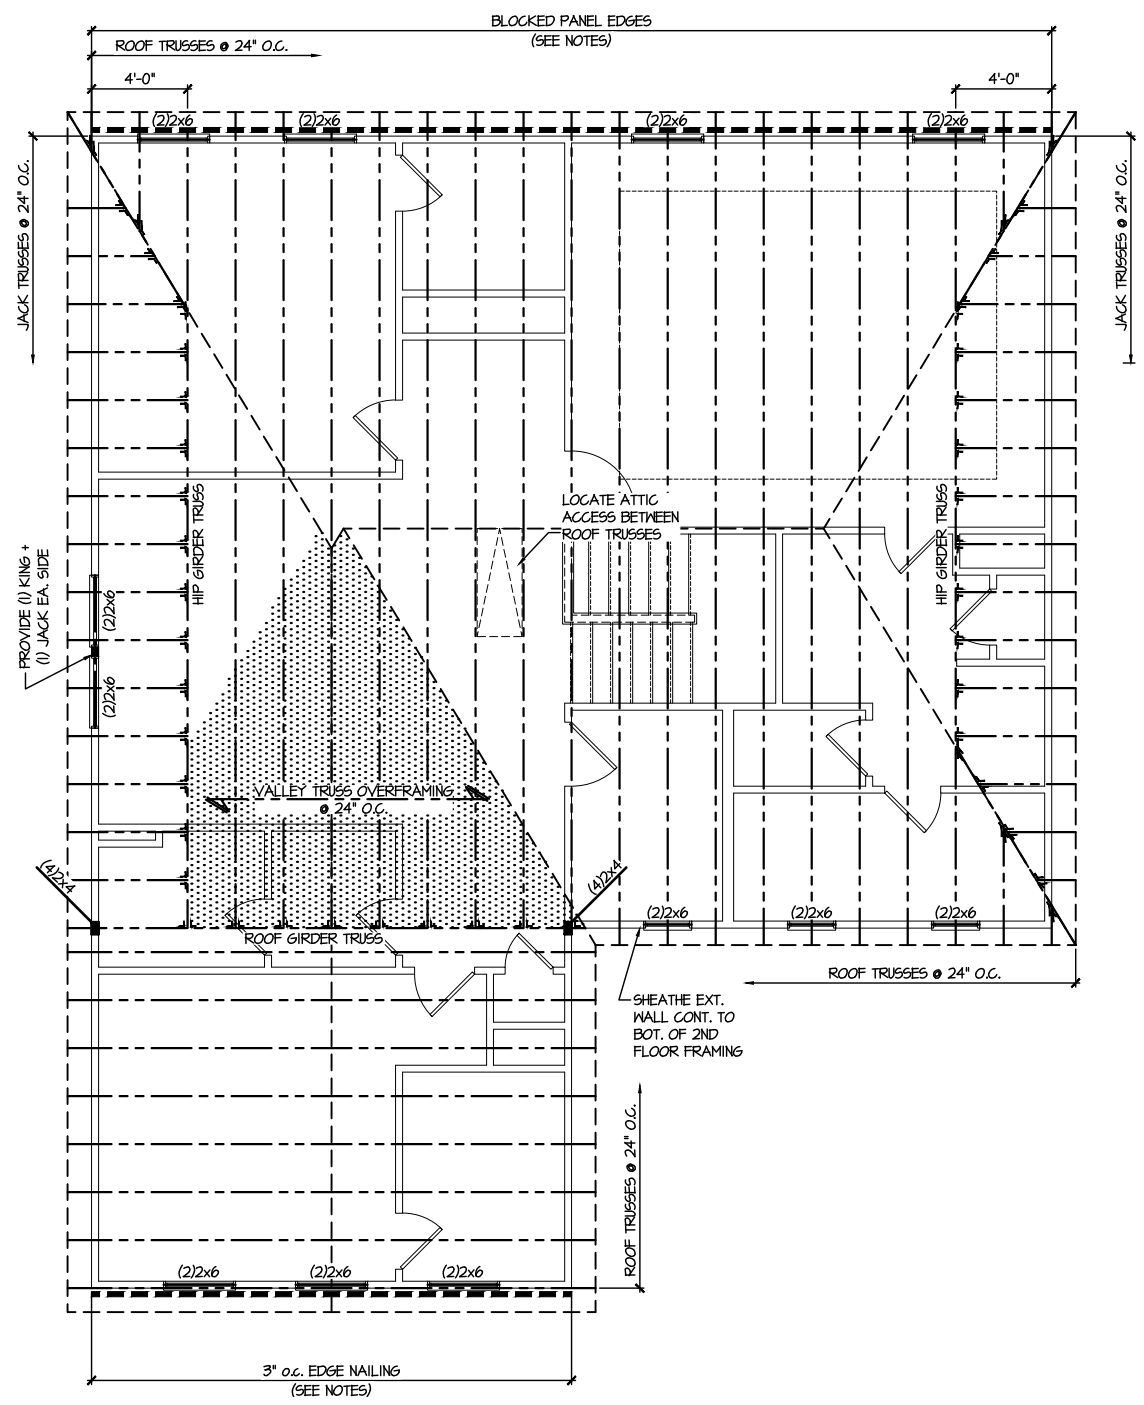 BLOCKED PANEL EDGES
(SEE NOTES)
ROOF TRUSSES @ 24" O.C.
4'-0"
4'-0"
(2)2x6
(2)2x6
(2)2x6
(2)2x6
JACK TRUSSES @ 24" O.C.
JACK TRUSSES @ 24" O.C.
LOCATE ATTIC
ACCESS BETWEEN
ROOF TRUSSES
HIP GIRDER TRUSS
HIP GIRDER TRUSS
PROVIDE (1) KING +
(1) JACK EA. SIDE
(2)2x6
(2)2x6
VALLEY TRUSS OVERFRAMING
@ 24" O.C.
(4)2x4
(4)2x4
(2)2x6
(2)2x6
(2)2x6
ROOF GIRDER TRUSS
ROOF TRUSSES @ 24" O.C.
SHEATHE EXT.
WALL CONT. TO
BOT. OF 2ND
FLOOR FRAMING
ROOF TRUSSES @ 24" O.C.
(2)2x6
(2)2x6
(2)2x6
3" o.c. EDGE NAILING
(SEE NOTES)